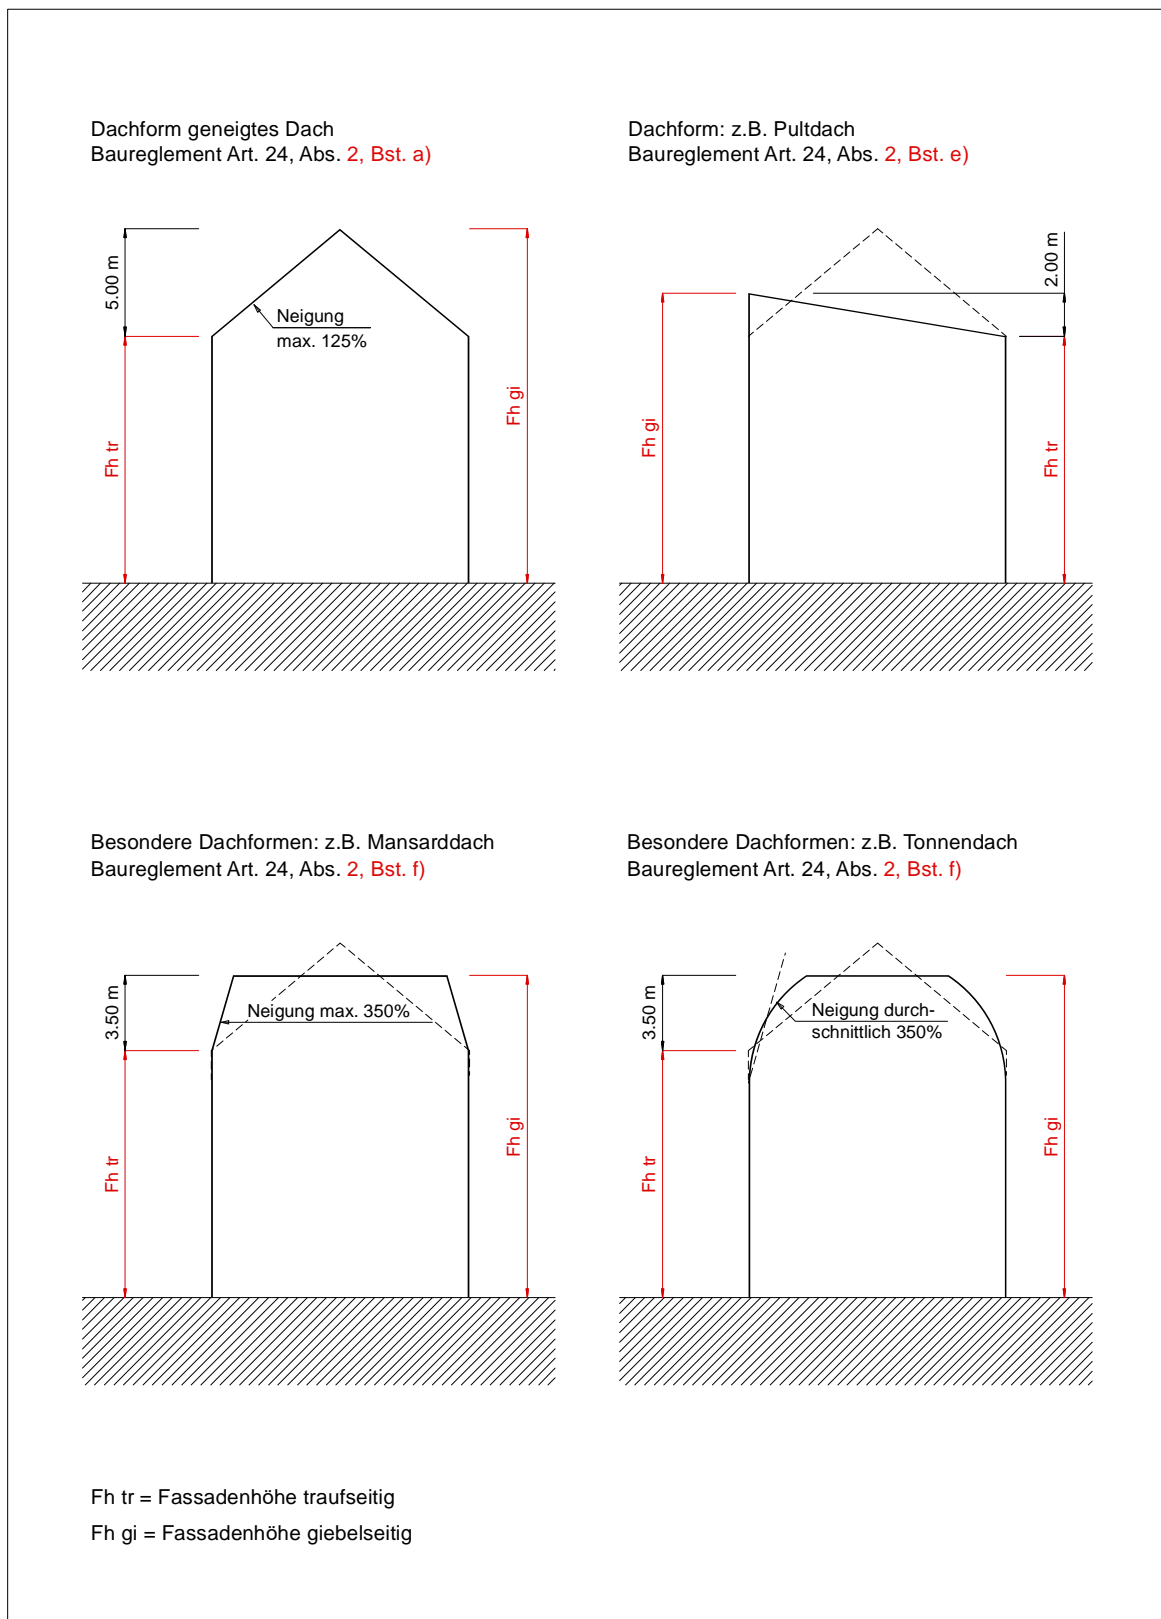 Dachform geneigtes Dach
Baureglement Art. 24, Abs. 2, Bst. a)
5.00 m
Neigung
max. 125%
Fh tr
Fh gi
Dachform: z.B. Pultdach
Baureglement Art. 24, Abs. 2, Bst. e)
2.00 m
Fh gi
Fh tr
Besondere Dachformen: z.B. Mansarddach
Baureglement Art. 24, Abs. 2, Bst. f)
3.50 m
Neigung max. 350%
Fh tr
Fh gi
Besondere Dachformen: z.B. Tonnendach
Baureglement Art. 24, Abs. 2, Bst. f)
3.50 m
Neigung durch-
schnittlich 350%
Fh tr
Fh gi
Fh tr = Fassadenhöhe traufseitig
Fh gi = Fassadenhöhe giebelseitig